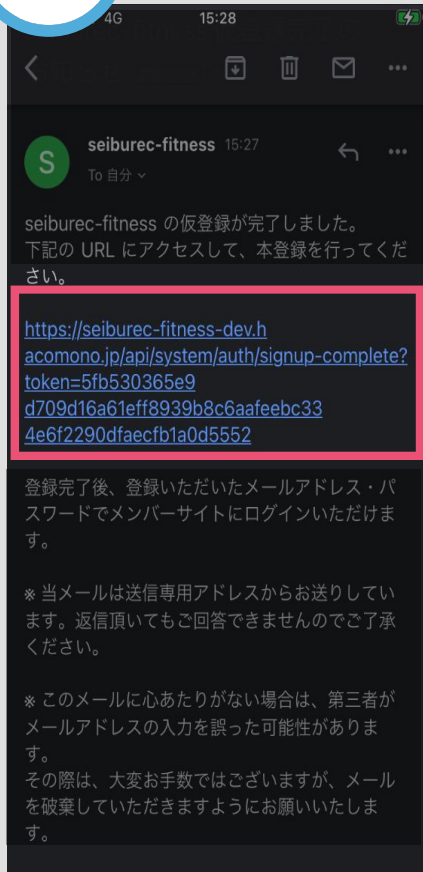 4G 15:28
S
seiburec-fitness 15:27
To 自分
seiburec-fitness の仮登録が完了しました。
下記の URL にアクセスして、本登録を行ってくだ
さい。
https://seiburec-fitness-dev.h
acomono.jp/api/system/auth/signup-complete?
token=5fb530365e9
d709d16a61eff8939b8c6aafeebc33
4e6f2290dfaecfb1a0d5552
登録完了後、登録いただいたメールアドレス・パ
スワードでメンバーサイトにログインいただけま
す。
※ 当メールは送信専用アドレスからお送りしてい
ます。返信頂いてもご回答できませんのでご了承
ください。
※ このメールに心あたりがない場合は、第三者が
メールアドレスの入力を誤った可能性がありま
す。
その際は、大変お手数ではございますが、メール
を破棄していただきますようにお願いいたしま
す。